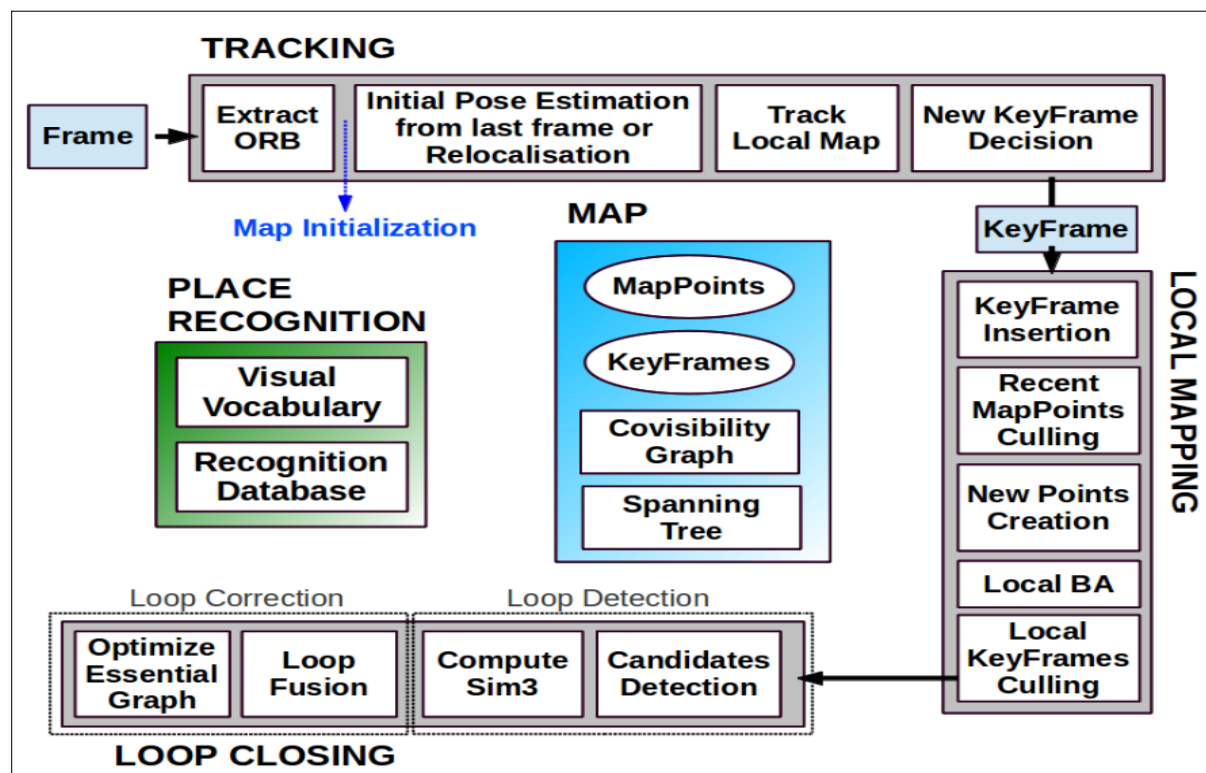 TRACKING
Frame
Extract
ORB
Initial Pose Estimation
from last frame or
Relocalisation
Track
Local Map
New KeyFrame
Decision
Map Initialization
MAP
KeyFrame
PLACE
RECOGNITION
Visual
Vocabulary
Recognition
Database
MapPoints
KeyFrames
Covisibility
Graph
Spanning
Tree
LOCAL MAPPING
KeyFrame
Insertion
Recent
MapPoints
Culling
New Points
Creation
Local BA
Local
KeyFrames
Culling
Loop Correction
Loop Detection
Optimize
Essential
Graph
Loop
Fusion
Compute
Sim3
Candidates
Detection
LOOP CLOSING